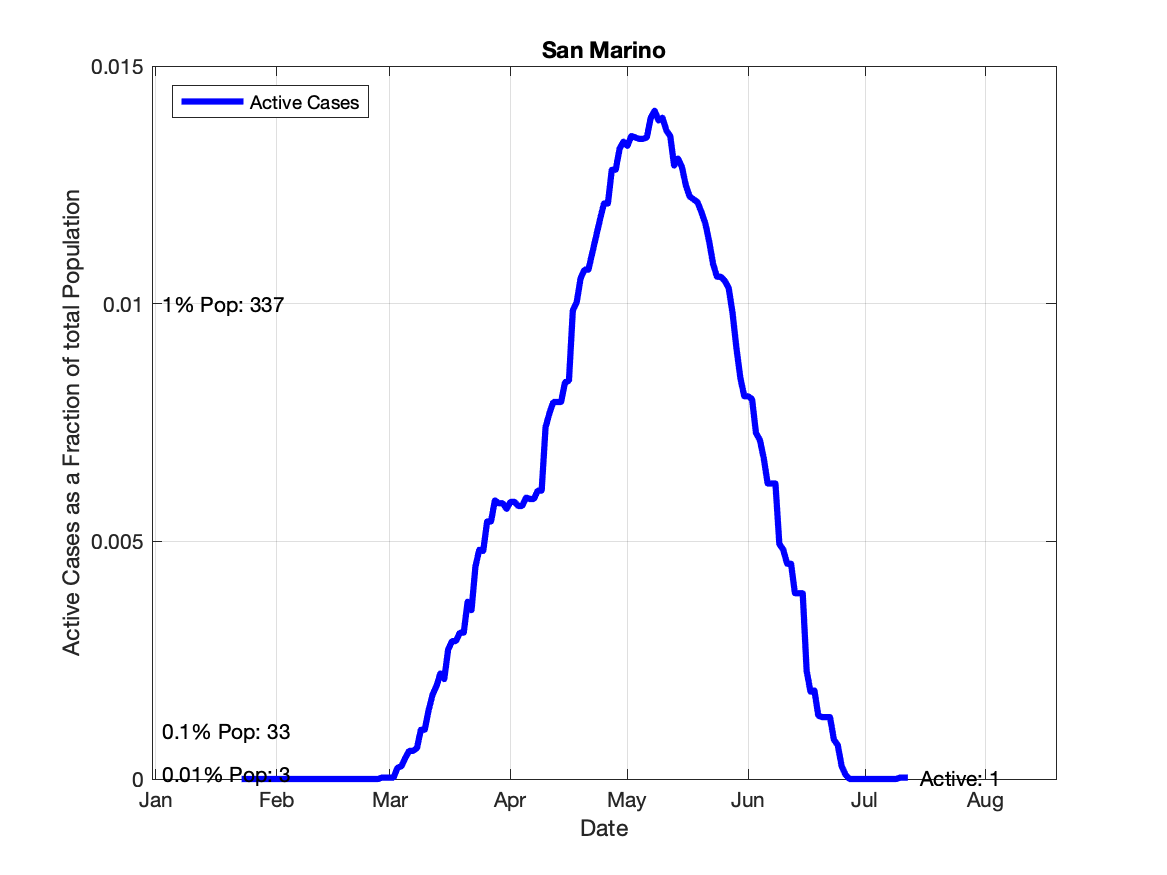 San Marino
0.015
Active Cases
0.01
1% Pop: 337
0.005
0.1% Pop: 33
0.01% Pop: 3
0
Active: 1
Jan Feb Mar Apr May Jun Jul Aug
Date
Active Cases as a Fraction of total Population